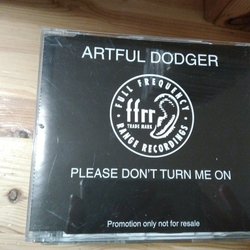 ARTFUL DODGER
FULL FREQUENCY
ffrr
TRADE MARK
RANGE RECORDINGS
PLEASE DON'T TURN ME ON
Promotion only not for resale